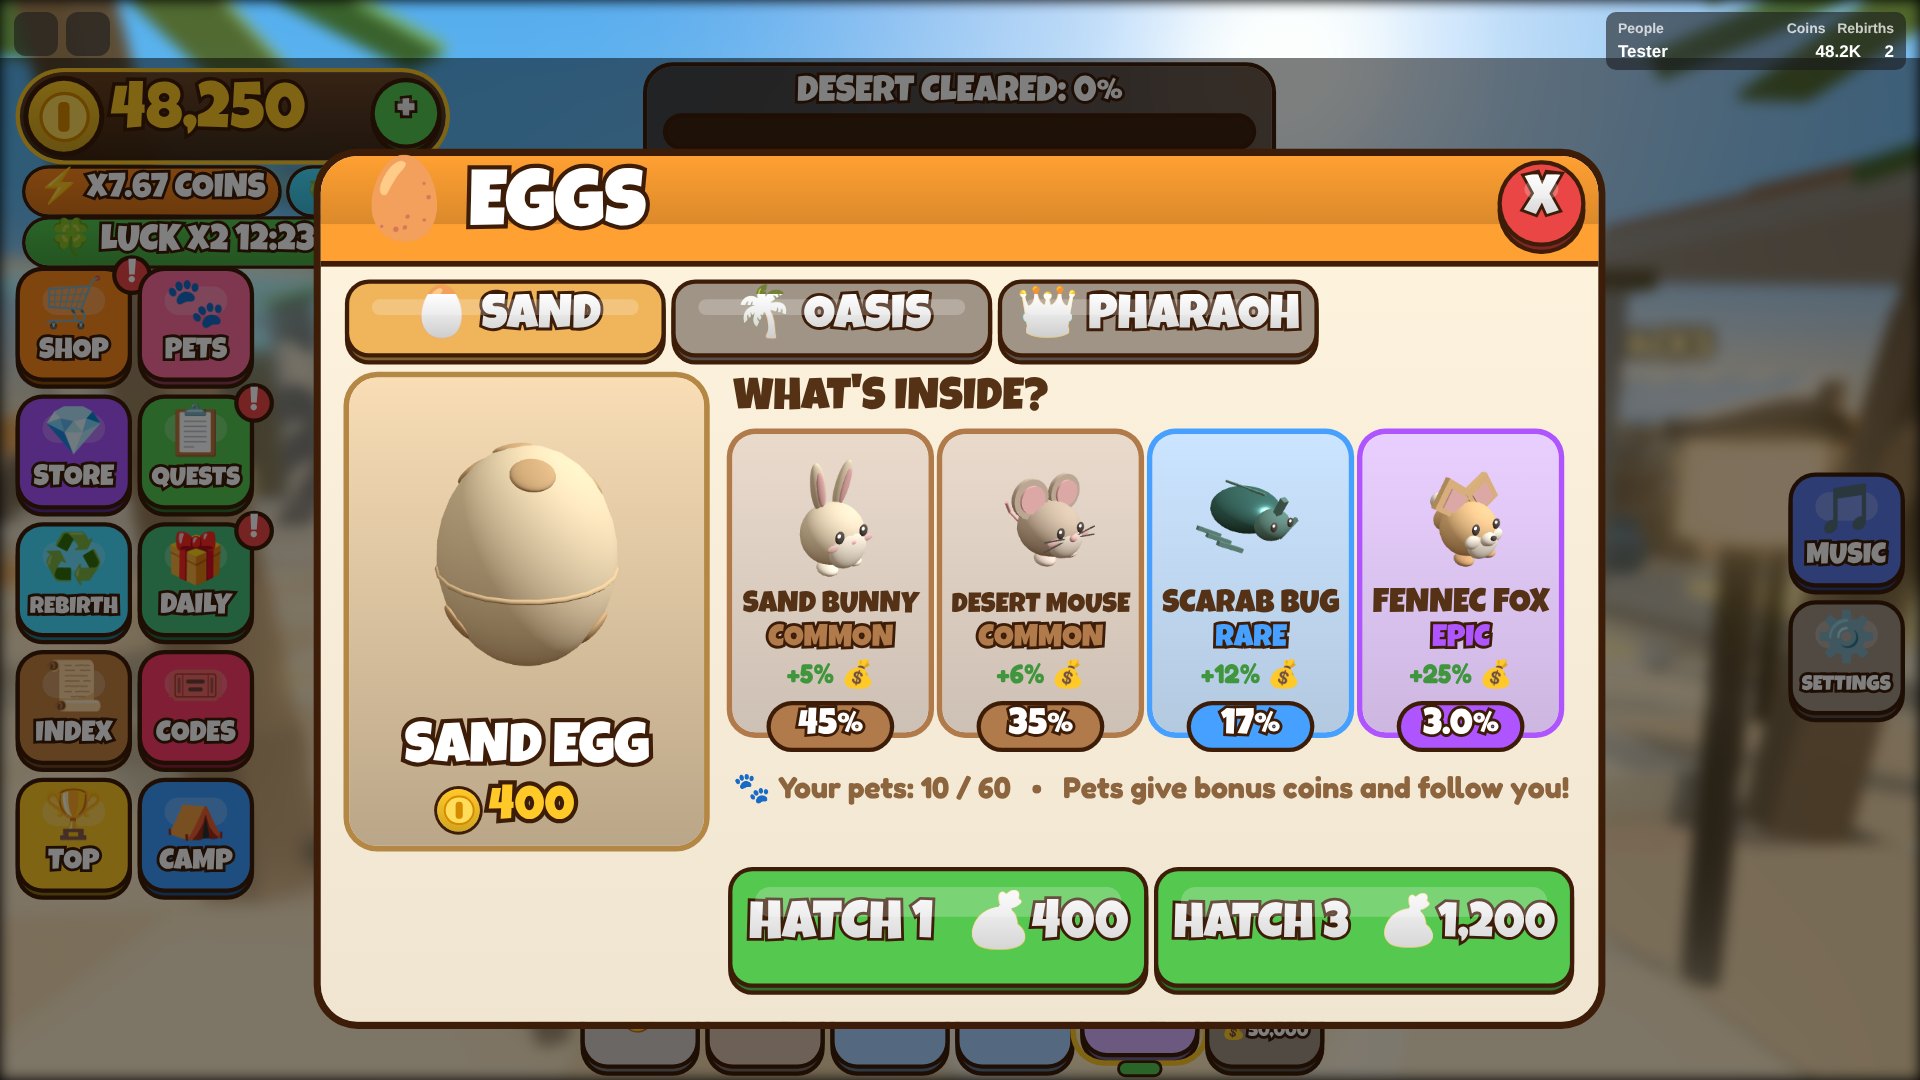 People Coins Rebirths
Tester 48.2K 2
48,250
+
DESERT CLEARED: 0%
X7.67 COINS
LUCK X2 12:23
EGGS
X
SAND
OASIS
PHARAOH
!
SHOP
PETS
STORE
!
QUESTS
REBIRTH
!
DAILY
INDEX
CODES
TOP
CAMP
MUSIC
SETTINGS
SAND EGG
400
WHAT'S INSIDE?
SAND BUNNY
COMMON
+5%
45%
DESERT MOUSE
COMMON
+6%
35%
SCARAB BUG
RARE
+12%
17%
FENNEC FOX
EPIC
+25%
3.0%
Your pets: 10 / 60 • Pets give bonus coins and follow you!
HATCH 1 400
HATCH 3 1,200